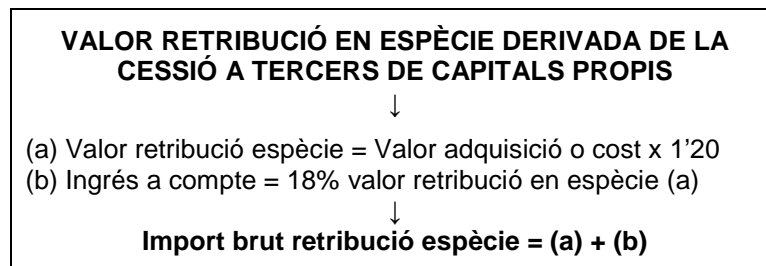 VALOR RETRIBUCIÓ EN ESPÈCIE DERIVADA DE LA
CESSIÓ A TERCERS DE CAPITALS PROPIS
↓
(a) Valor retribució espècie = Valor adquisició o cost x 1'20
(b) Ingrés a compte = 18% valor retribució en espècie (a)
↓
Import brut retribució espècie = (a) + (b)